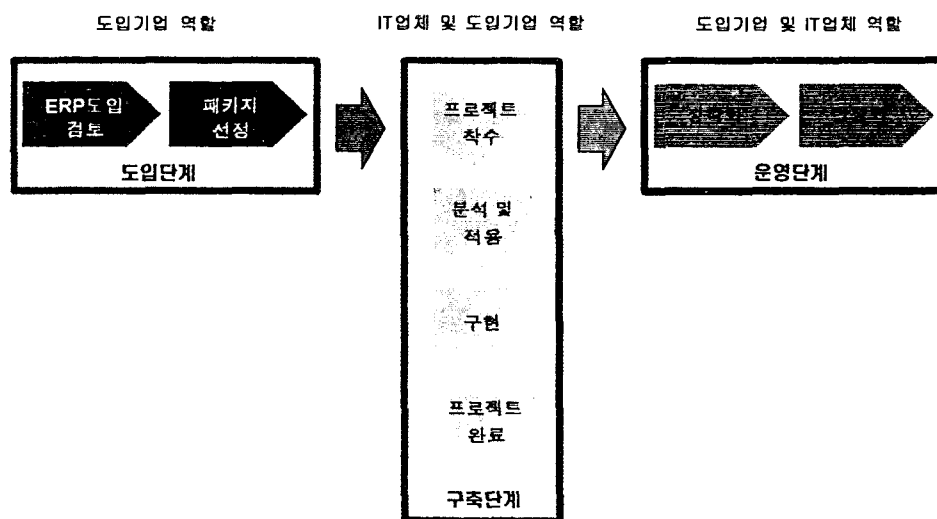 도입기업 역할
IT업체 및 도입기업 역할
도입기업 및 IT업체 역할
ERP도입
검토
패키지
선정
도입단계
프로젝트
착수
분석 및
적용
구현
프로젝트
완료
구축단계
운영단계